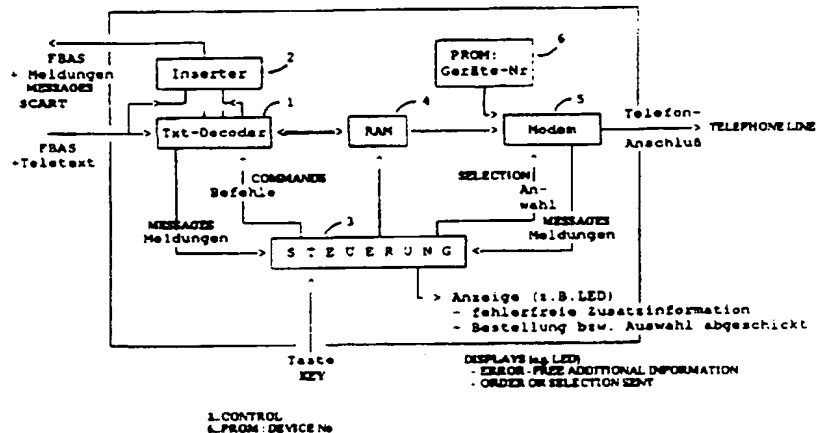 FBAS
+ Meldungen
MESSAGES
SCART
FBAS
+Teletext
Inserter
2
1
Txt-Decoder
4
RAM
PROM:
Geräte-Nr
6
5
Modem
Telefon-
Anschluß
TELEPHONE LINE
COMMANDS
Befehle
SELECTION
An-
wahl
MESSAGES
Meldungen
MESSAGES
Meldungen
3
STEUERUNG
Anzeige (z.B.LED)
- fehlerfreie Zusatzinformation
- Bestellung bzw. Auswahl abgeschickt
Taste
KEY
DISPLAYS (e.g. LED)
- ERROR-FREE ADDITIONAL INFORMATION
- ORDER OR SELECTION SENT
CONTROL
6. PROM: DEVICE No